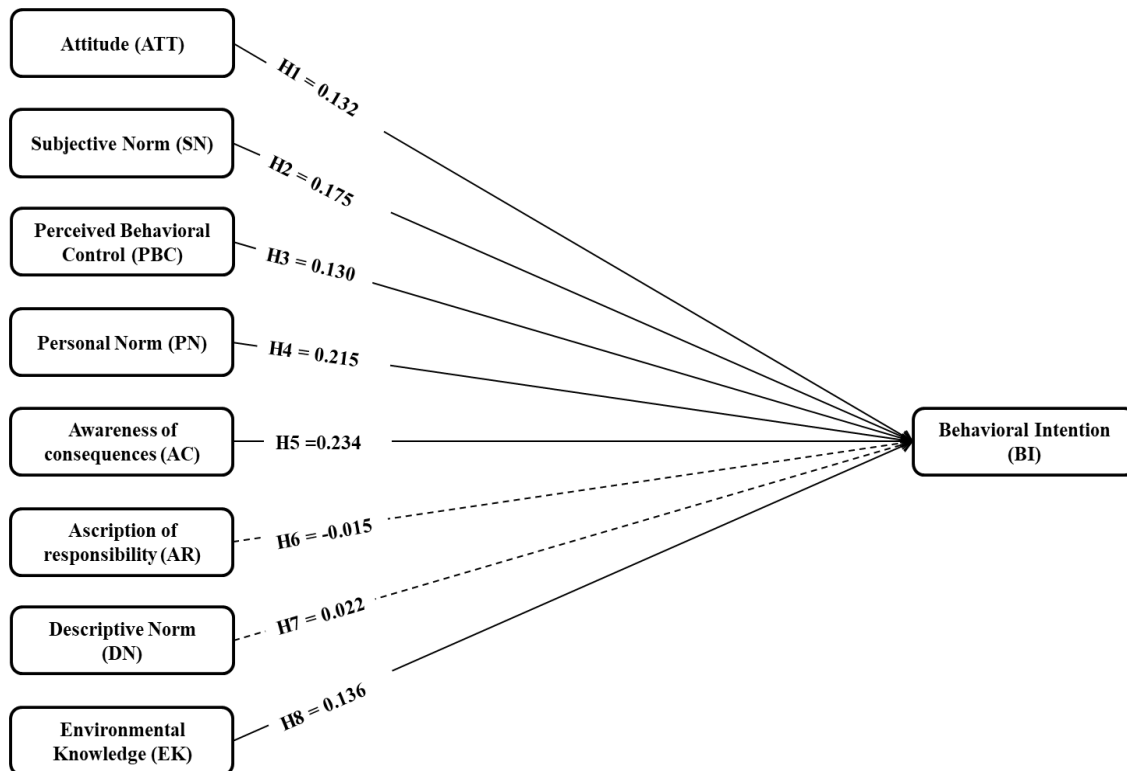 Attitude (ATT)
H1 = 0.132
Subjective Norm (SN)
H2 = 0.175
Perceived Behavioral
Control (PBC)
H3 = 0.130
Personal Norm (PN)
H4 = 0.215
Awareness of
consequences (AC)
H5 =0.234
Behavioral Intention
(BI)
Ascription of
responsibility (AR)
H6 = -0.015
Descriptive Norm
(DN)
H7 = 0.022
Environmental
Knowledge (EK)
H8 = 0.136